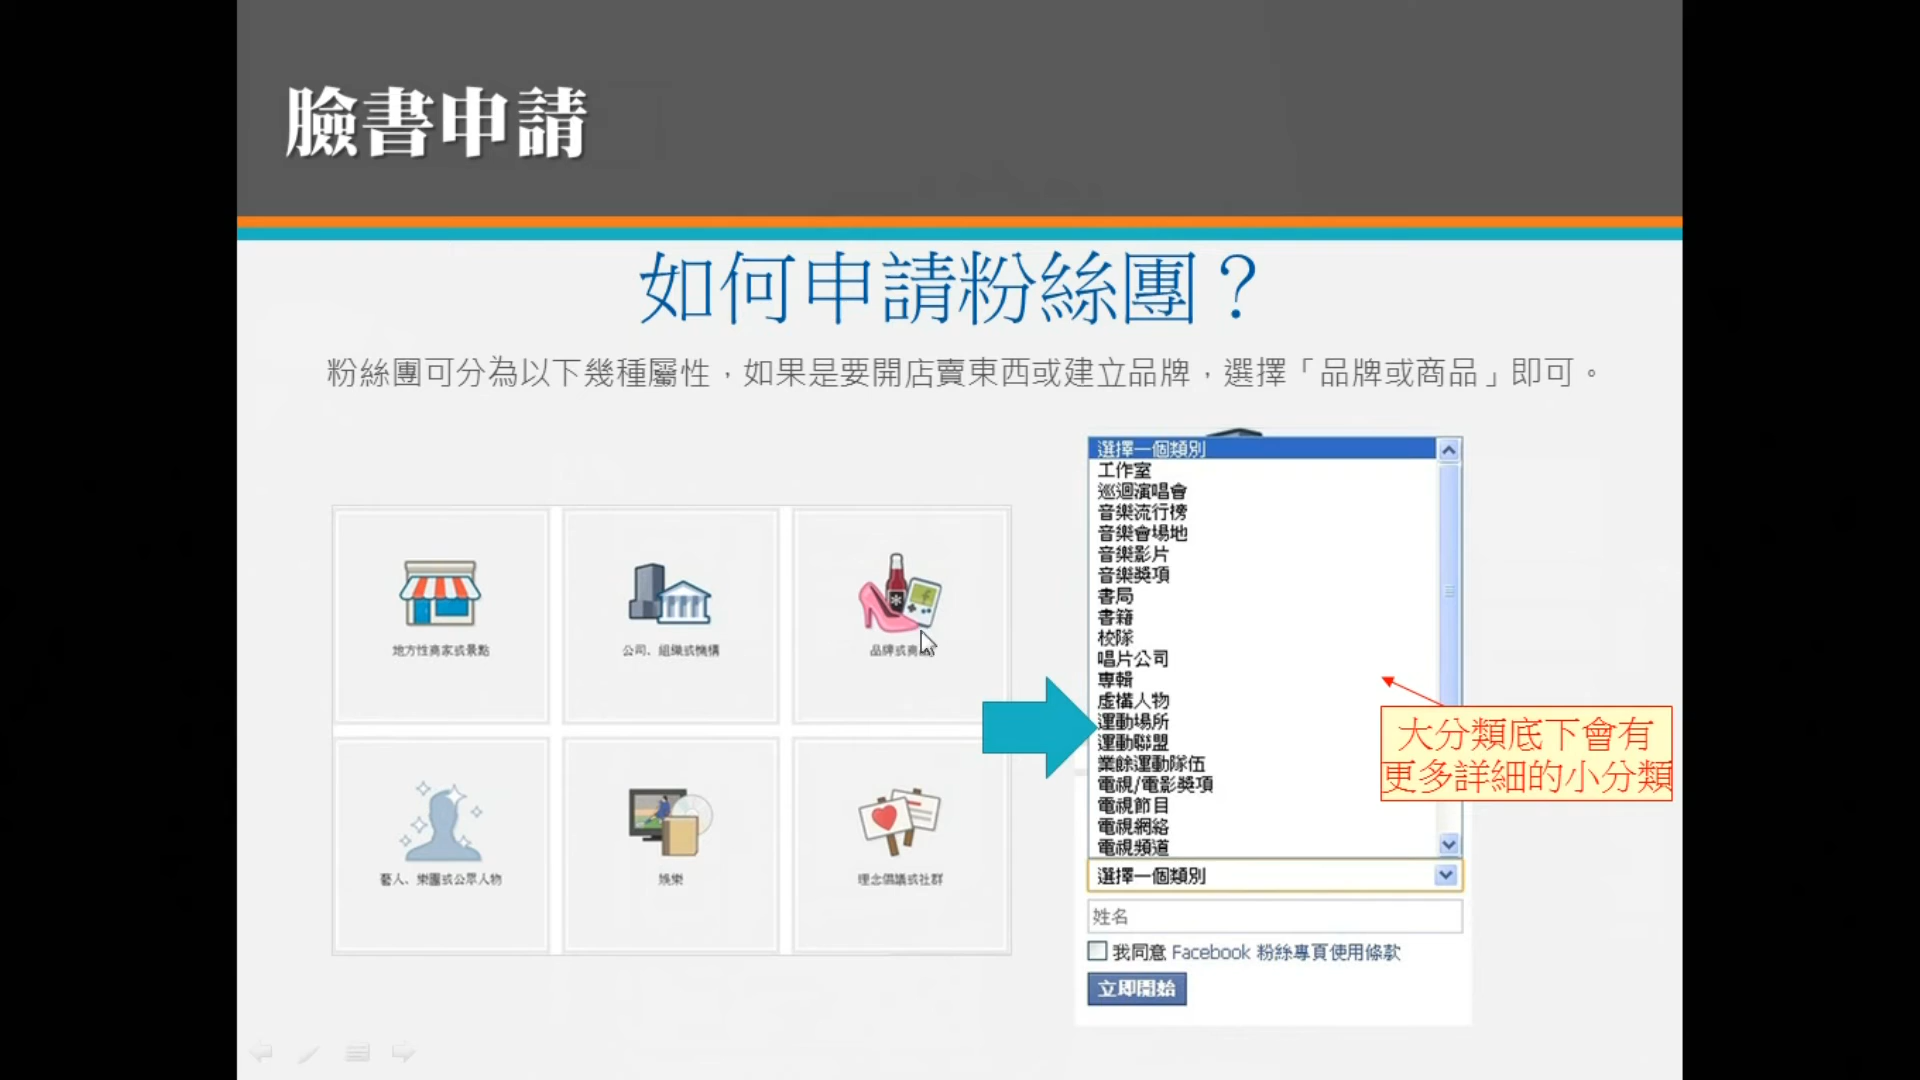 臉書申請
如何申請粉絲團？
粉絲團可分為以下幾種屬性，如果是要開店賣東西或建立品牌，選擇「品牌或商品」即可。
地方性商家或景點
公司、組織或機構
品牌或商品
藝人、樂團或公眾人物
娛樂
理念倡議或社群
選擇一個類別
工作室
巡迴演唱會
音樂流行榜
音樂會場地
音樂影片
音樂獎項
書局
書籍
校隊
唱片公司
專輯
虛構人物
運動場所
運動聯盟
業餘運動隊伍
電視/電影獎項
電視節目
電視網絡
電視頻道
選擇一個類別
姓名
我同意 Facebook 粉絲專頁使用條款
立即開始
大分類底下會有
更多詳細的小分類